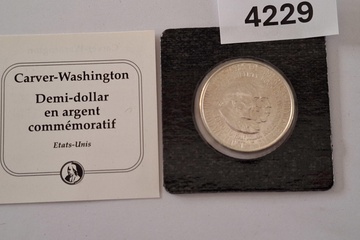 4229
Carver-Washington
Demi-dollar
en argent
commémoratif
Etats-Unis